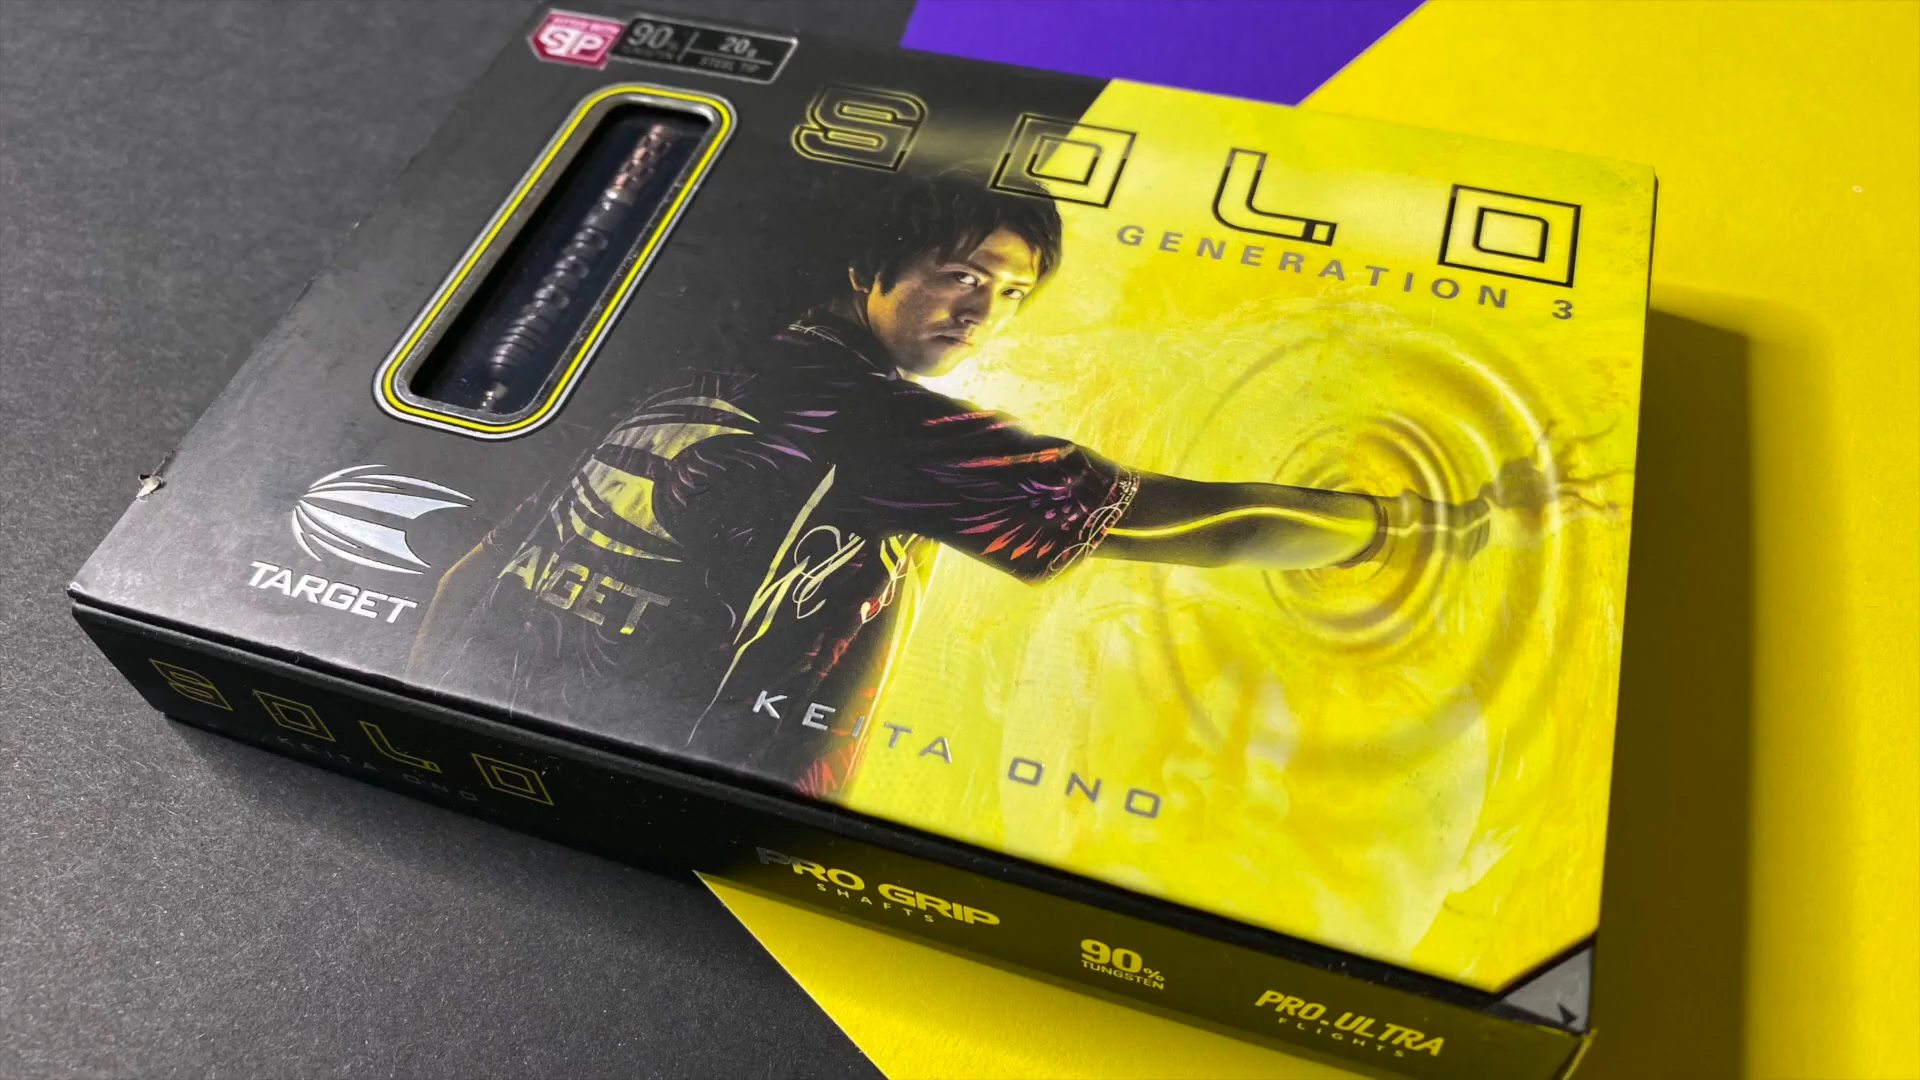 90% 20g
STEEL TIP
SOLO
GENERATION 3
TARGET
TARGET
KEITA ONO
SOLO
KEITA ONO
PRO GRIP
SHAFTS
90%
TUNGSTEN
PRO.ULTRA
FLIGHTS